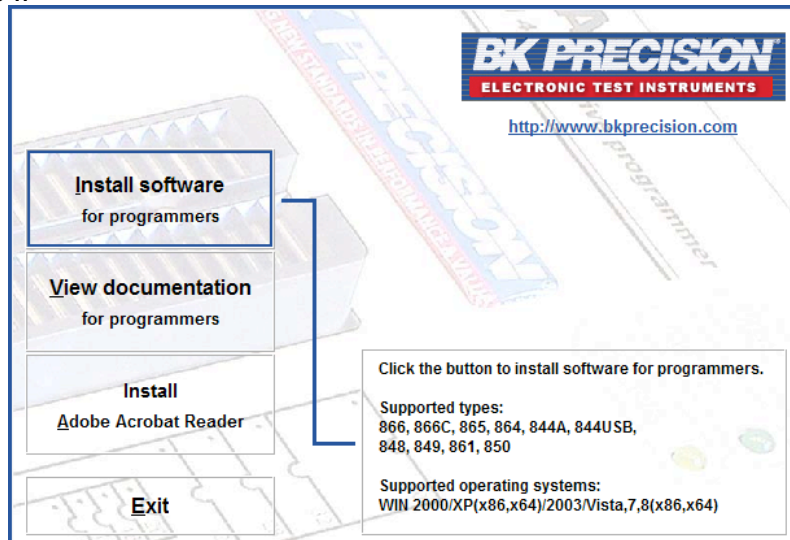 BK PRECISION
ELECTRONIC TEST INSTRUMENTS
http://www.bkprecision.com
Install software
for programmers
View documentation
for programmers
Install
Adobe Acrobat Reader
Exit
Click the button to install software for programmers.
Supported types:
866, 866C, 865, 864, 844A, 844USB,
848, 849, 861, 850
Supported operating systems:
WIN 2000/XP(x86,x64)/2003/Vista,7,8(x86,x64)
PRECISION
programmer